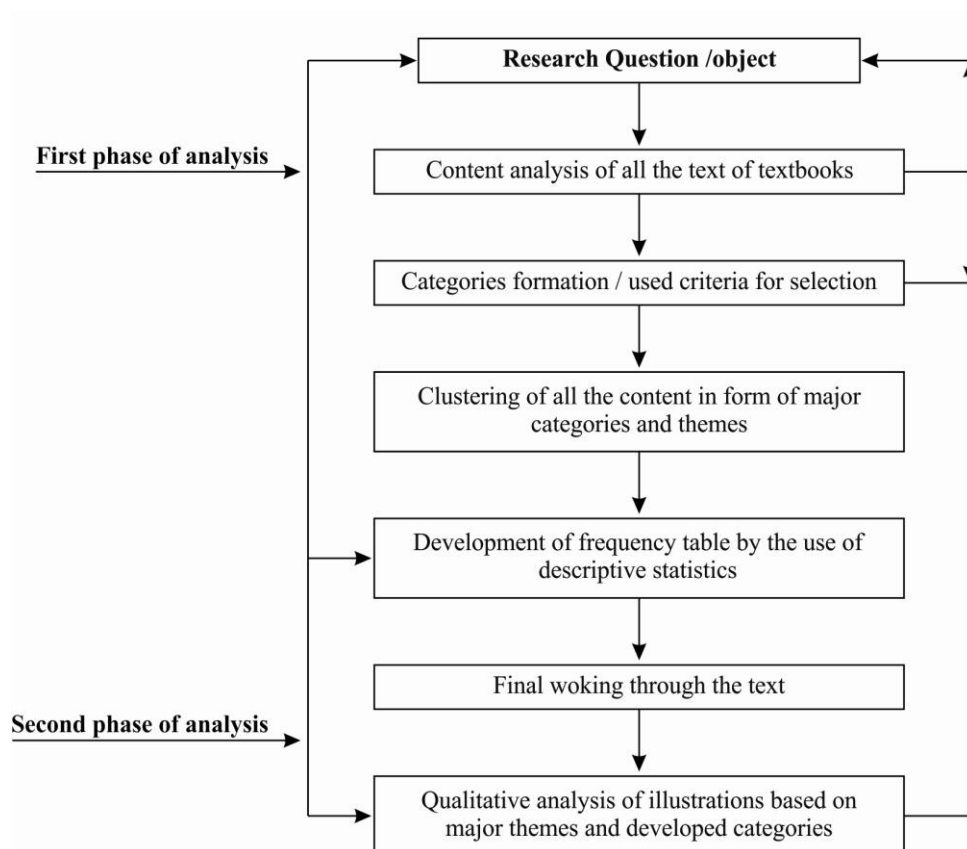 Research Question /object
First phase of analysis
Content analysis of all the text of textbooks
Categories formation / used criteria for selection
Clustering of all the content in form of major
categories and themes
Development of frequency table by the use of
descriptive statistics
Final woking through the text
Second phase of analysis
Qualitative analysis of illustrations based on
major themes and developed categories